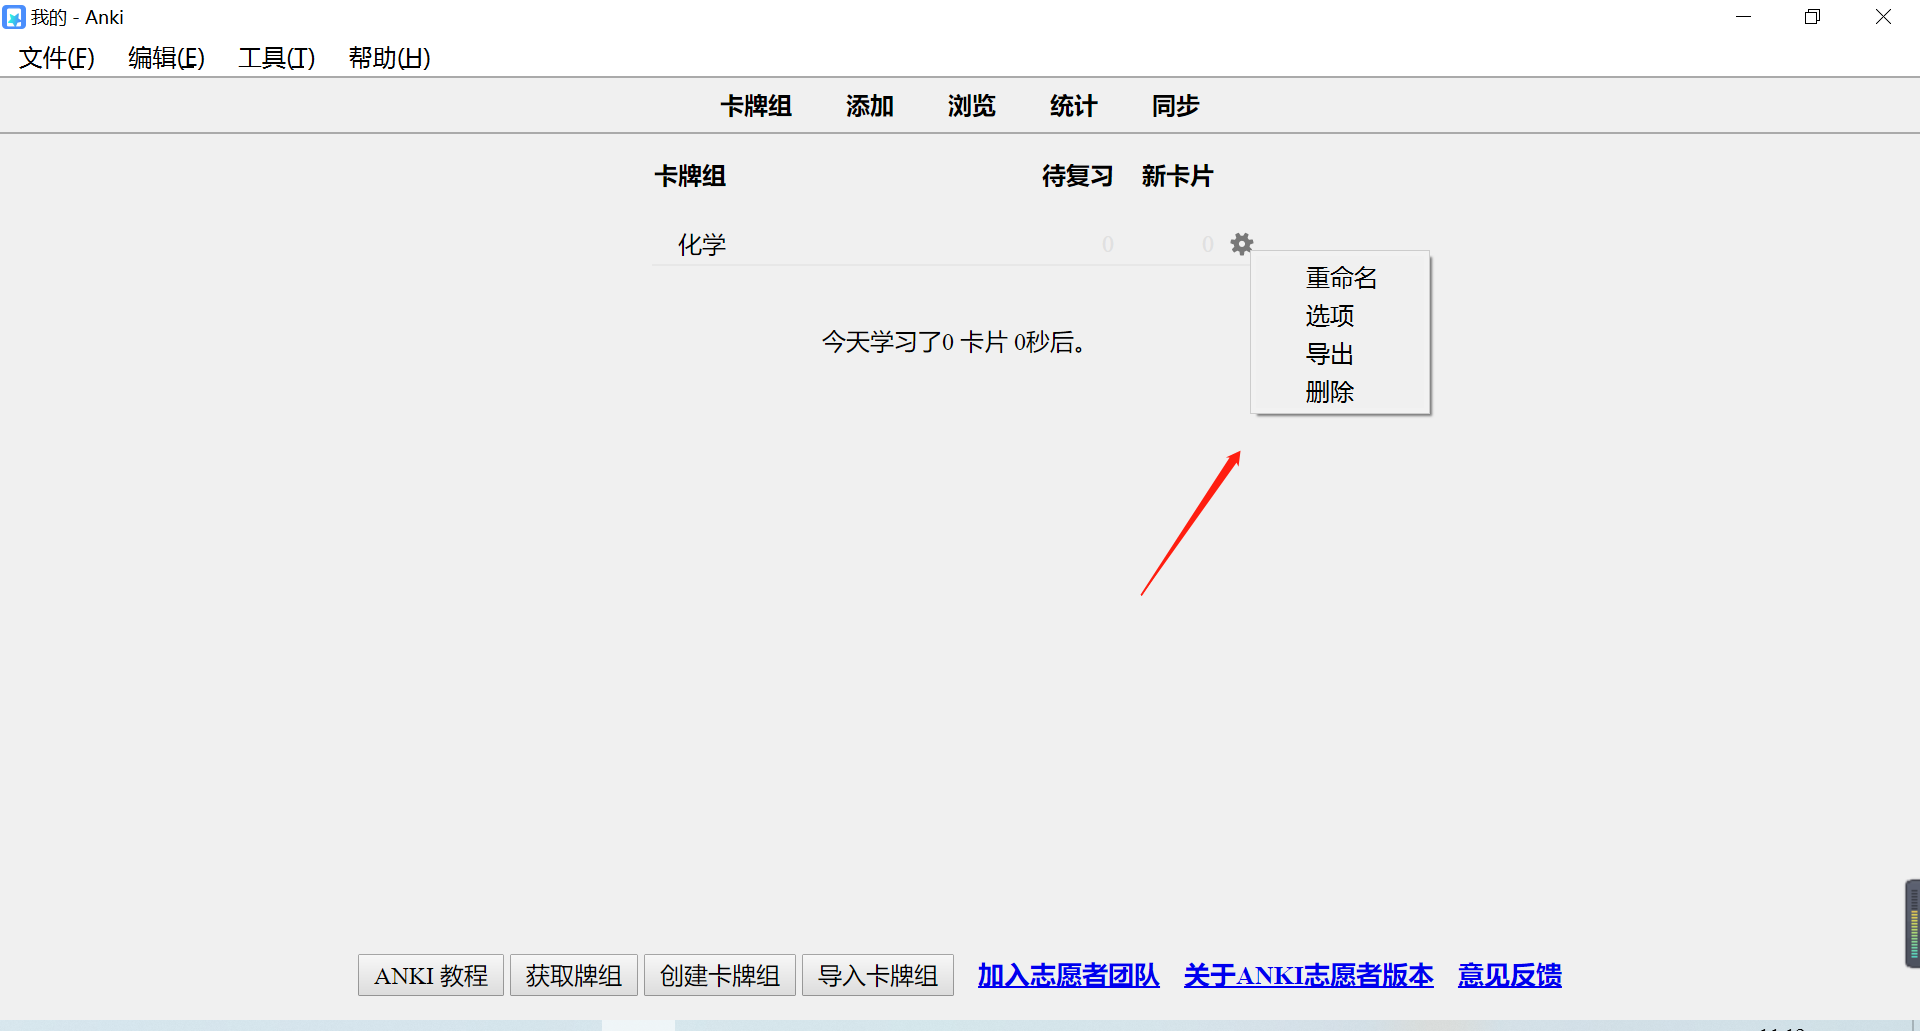 我的 - Anki
文件(F) 编辑(E) 工具(T) 帮助(H)
卡牌组 添加 浏览 统计 同步
卡牌组 待复习 新卡片
化学 0 0
重命名
选项
导出
删除
今天学习了0 卡片 0秒后。
ANKI 教程 获取牌组 创建卡牌组 导入卡牌组 加入志愿者团队 关于ANKI志愿者版本 意见反馈